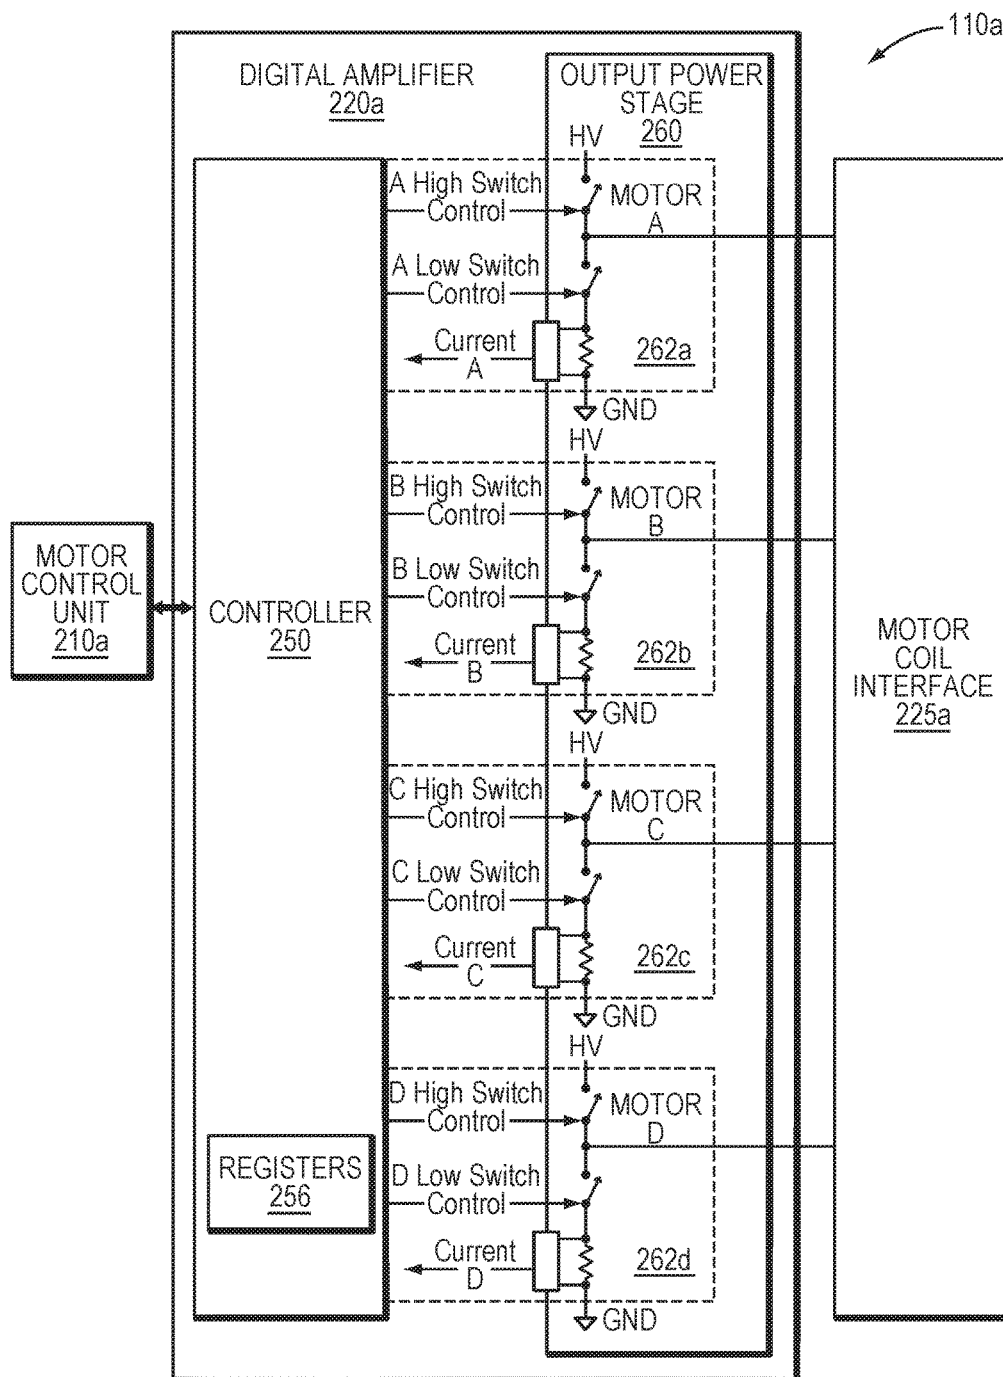 110a
DIGITAL AMPLIFIER
220a
OUTPUT POWER
STAGE
260
HV
A High Switch
Control
MOTOR
A
A Low Switch
Control
Current
A
262a
GND
HV
B High Switch
Control
MOTOR
B
B Low Switch
Control
Current
B
262b
GND
HV
C High Switch
Control
MOTOR
C
C Low Switch
Control
Current
C
262c
GND
HV
D High Switch
Control
MOTOR
D
D Low Switch
Control
Current
D
262d
GND
MOTOR
CONTROL
UNIT
210a
CONTROLLER
250
REGISTERS
256
MOTOR
COIL
INTERFACE
225a